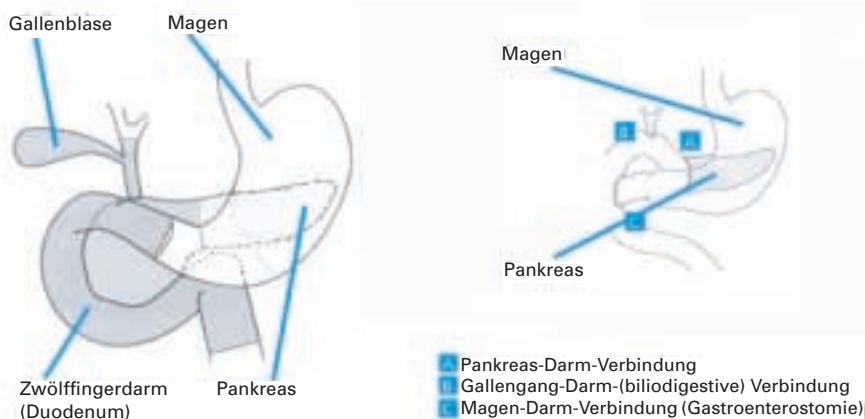 Gallenblase
Magen
Zwölffingerdarm
(Duodenum)
Pankreas
Magen
B
A
C
Pankreas
A Pankreas-Darm-Verbindung
B Gallengang-Darm-(biliodigestive) Verbindung
C Magen-Darm-Verbindung (Gastroenterostomie)